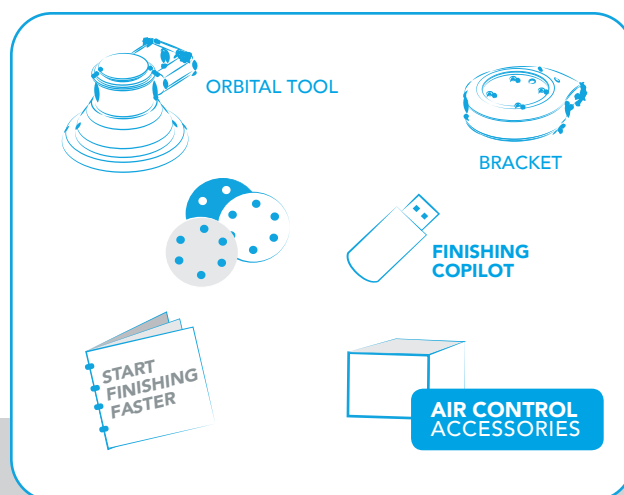 ORBITAL TOOL
BRACKET
FINISHING
COPILOT
START
FINISHING
FASTER
AIR CONTROL
ACCESSORIES